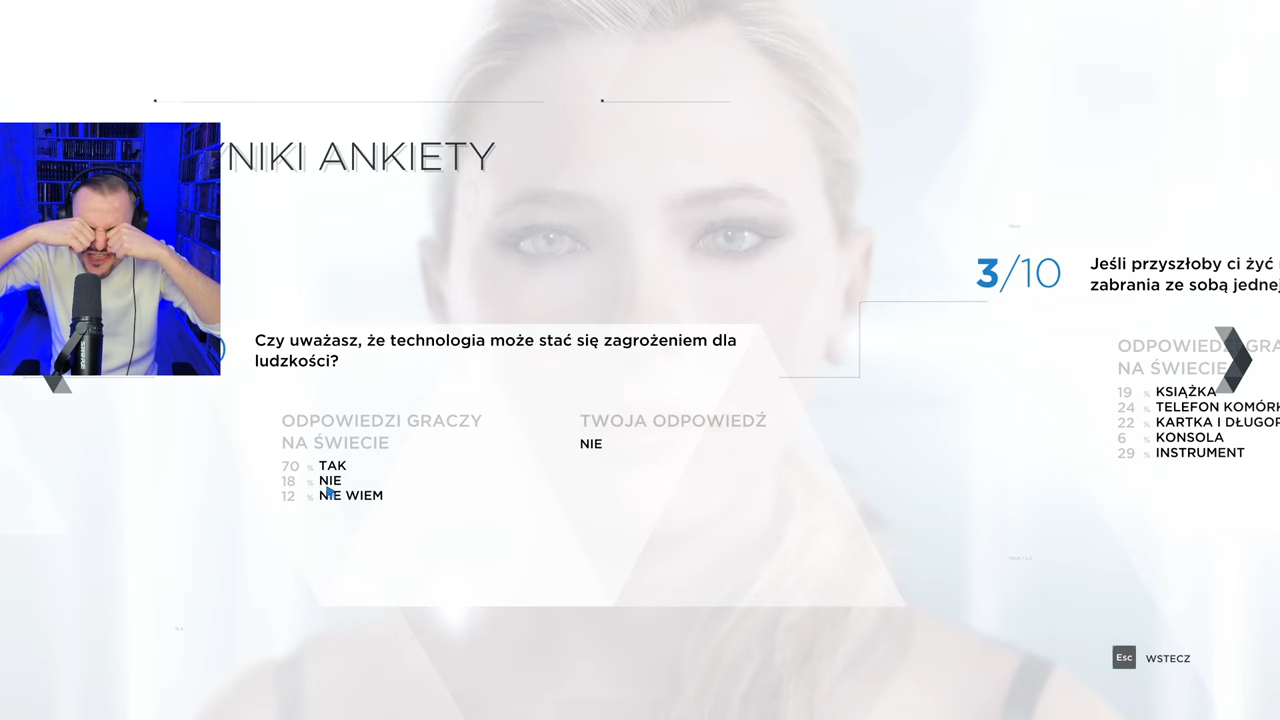 NIKI ANKIETY
3/10
Jeśli przyszłoby ci żyć
zabrania ze sobą jednej
Czy uważasz, że technologia może stać się zagrożeniem dla
ludzkości?
ODPOWIEDZI GRACZY
NA ŚWIECIE
70 % TAK
18 % NIE
12 % NIE WIEM
TWOJA ODPOWIEDŹ
NIE
ODPOWIEDZI GRA
NA ŚWIECIE
19 % KSIĄŻKA
24 % TELEFON KOMÓRK
22 % KARTKA I DŁUGOP
6 % KONSOLA
29 % INSTRUMENT
Esc WSTECZ